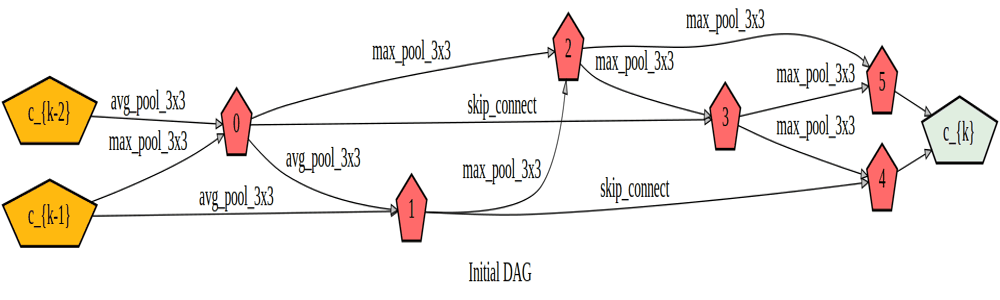 max_pool_3x3
2
max_pool_3x3
max_pool_3x3
5
max_pool_3x3
c_{k-2}
avg_pool_3x3
skip_connect
0
3
c_{k}
max_pool_3x3
max_pool_3x3
avg_pool_3x3
max_pool_3x3
4
c_{k-1}
avg_pool_3x3
1
skip_connect
Initial DAG